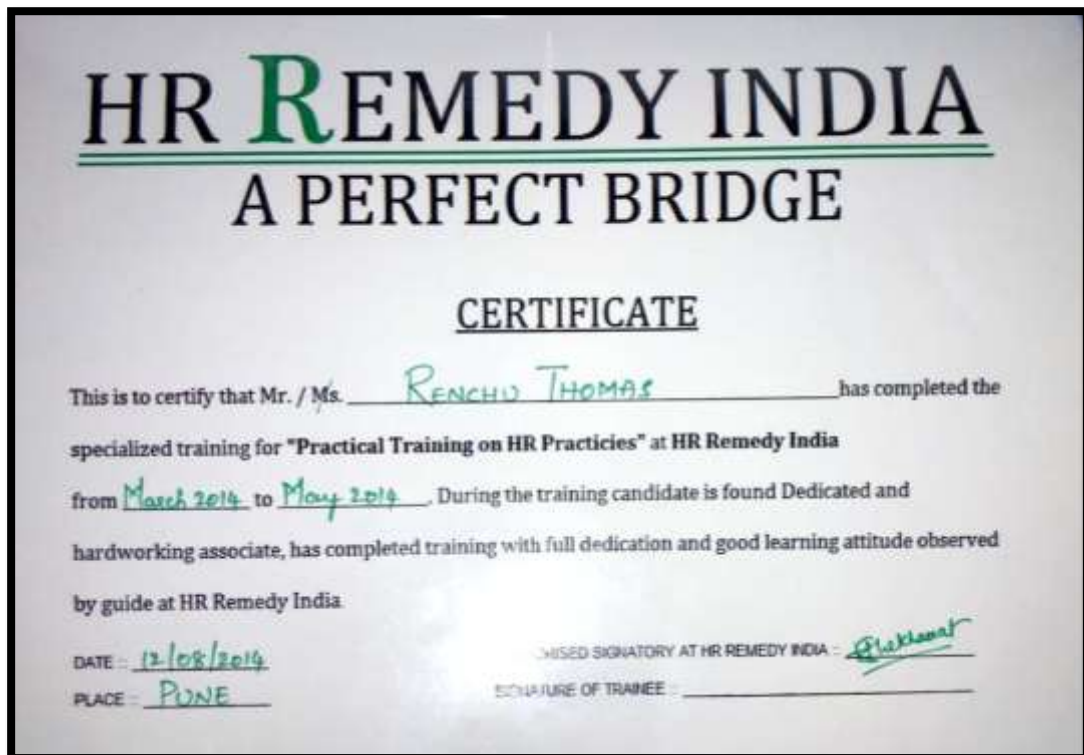 HR REMEDY INDIA
A PERFECT BRIDGE
CERTIFICATE
This is to certify that Mr. / Ms. RENCHU THOMAS has completed the
specialized training for "Practical Training on HR Practicies" at HR Remedy India
from March 2014 to May 2014. During the training candidate is found Dedicated and
hardworking associate, has completed training with full dedication and good learning attitude observed
by guide at HR Remedy India
DATE :: 12/08/2014
SIGNATORY AT HR REMEDY INDIA ::
PLACE :: PUNE
SIGNATURE OF TRAINEE ::